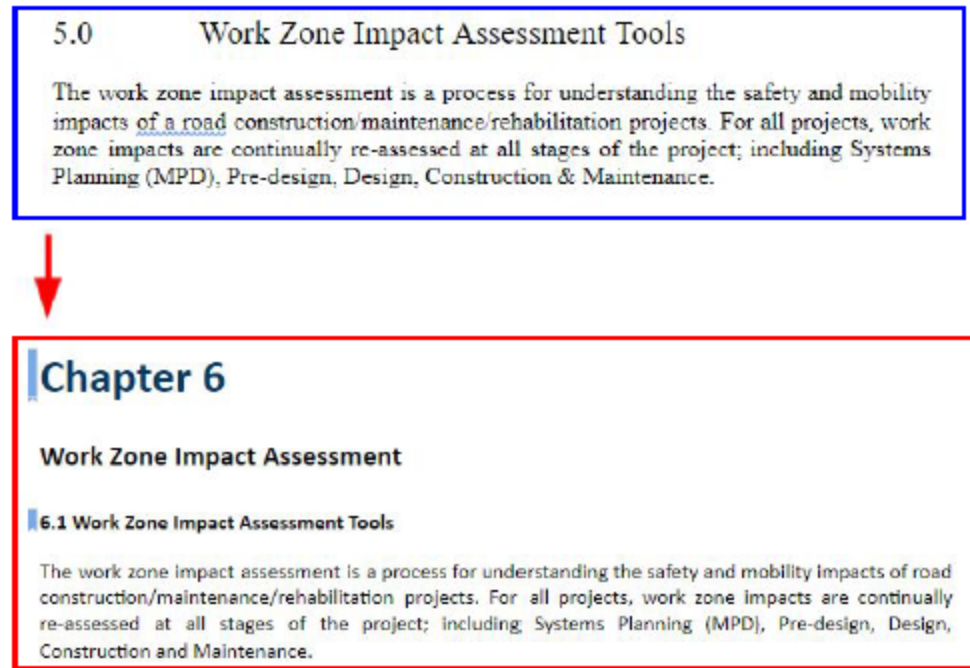 5.0 Work Zone Impact Assessment Tools
The work zone impact assessment is a process for understanding the safety and mobility
impacts of a road construction/maintenance/rehabilitation projects. For all projects, work
zone impacts are continually re-assessed at all stages of the project; including Systems
Planning (MPD), Pre-design, Design, Construction & Maintenance.
Chapter 6
Work Zone Impact Assessment
6.1 Work Zone Impact Assessment Tools
The work zone impact assessment is a process for understanding the safety and mobility impacts of road
construction/maintenance/rehabilitation projects. For all projects, work zone impacts are continually
re-assessed at all stages of the project; including Systems Planning (MPD), Pre-design, Design,
Construction and Maintenance.